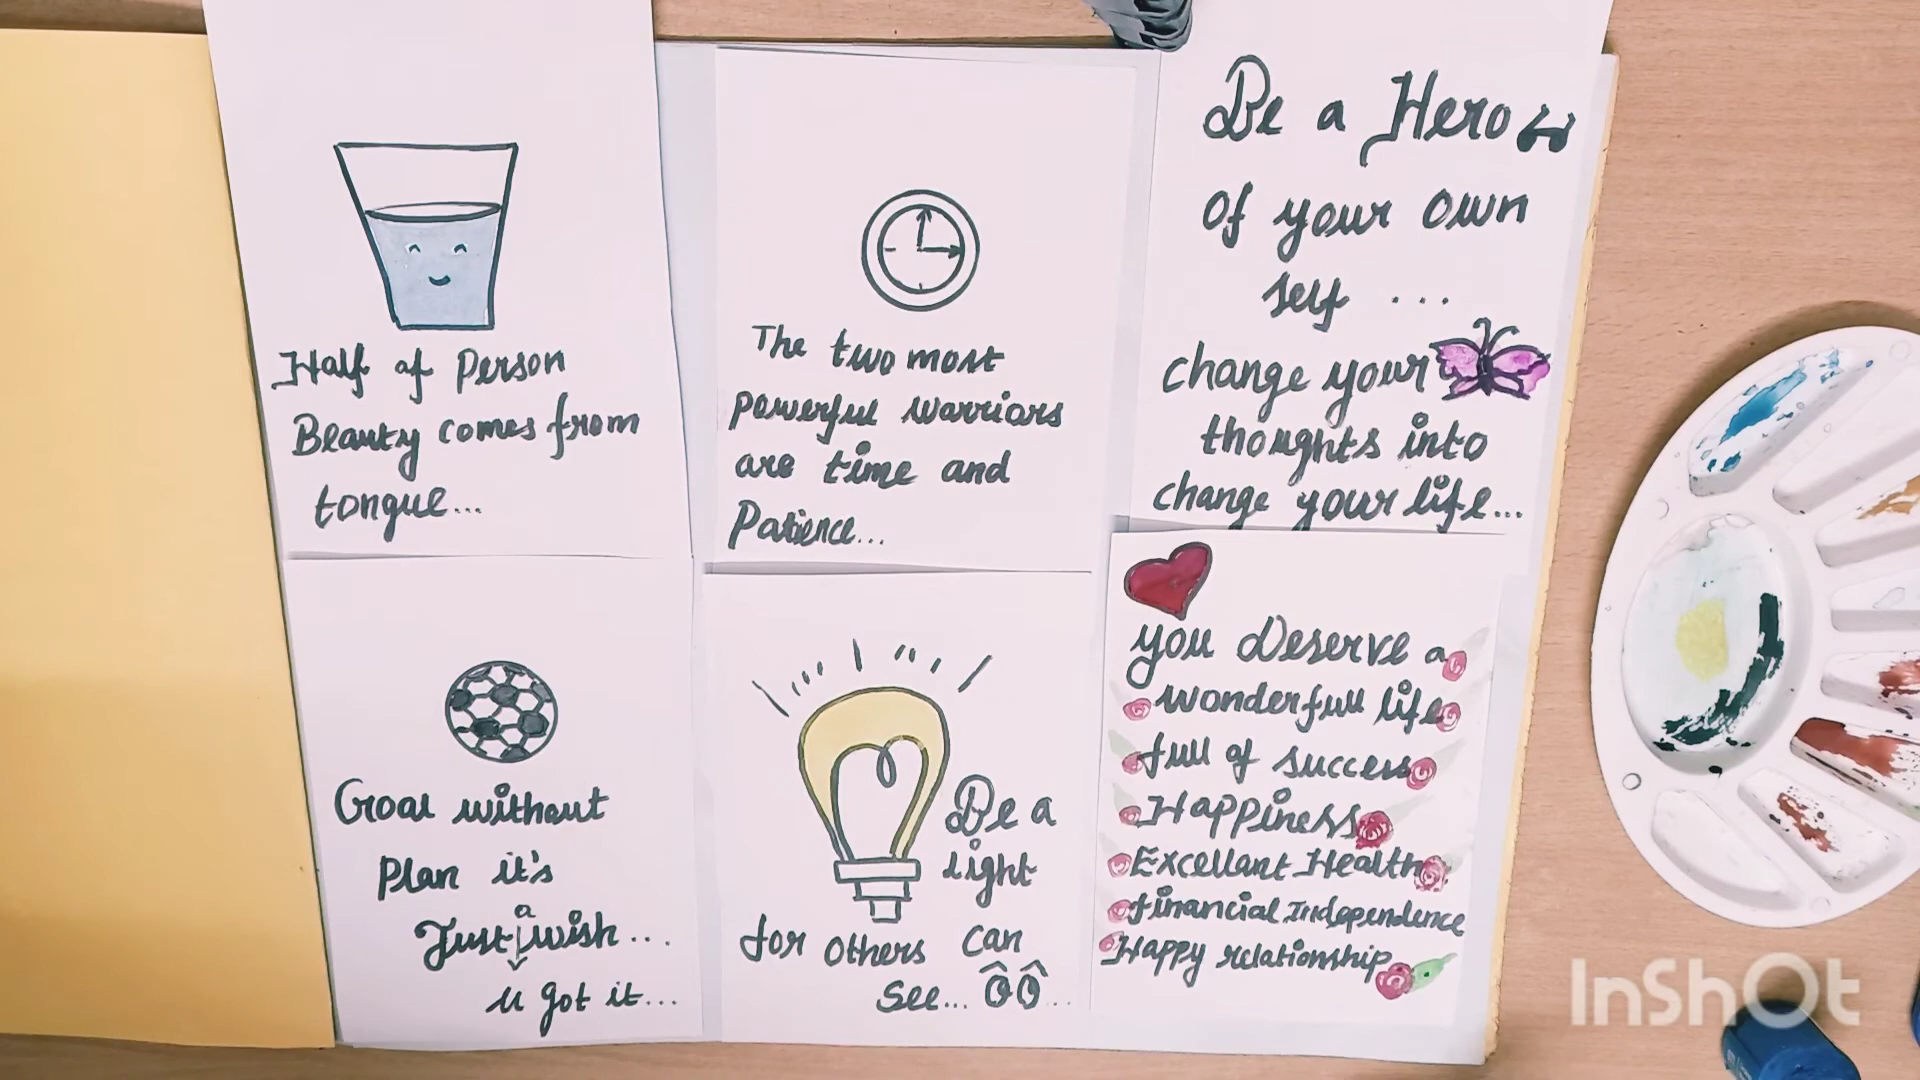 Half of Person
Beauty comes from
tongue...
The two most
powerful warriors
are time and
Patience...
Be a Hero
of your own
self ...
change your
thoughts into
change your life...
Goal without
Plan it's
Just a wish...
u got it...
Be a
light
for others can
see...
you Deserve a
wonderfull life
full of success
Happiness
Excellant Health
financial Independence
Happy relationship
InShOt